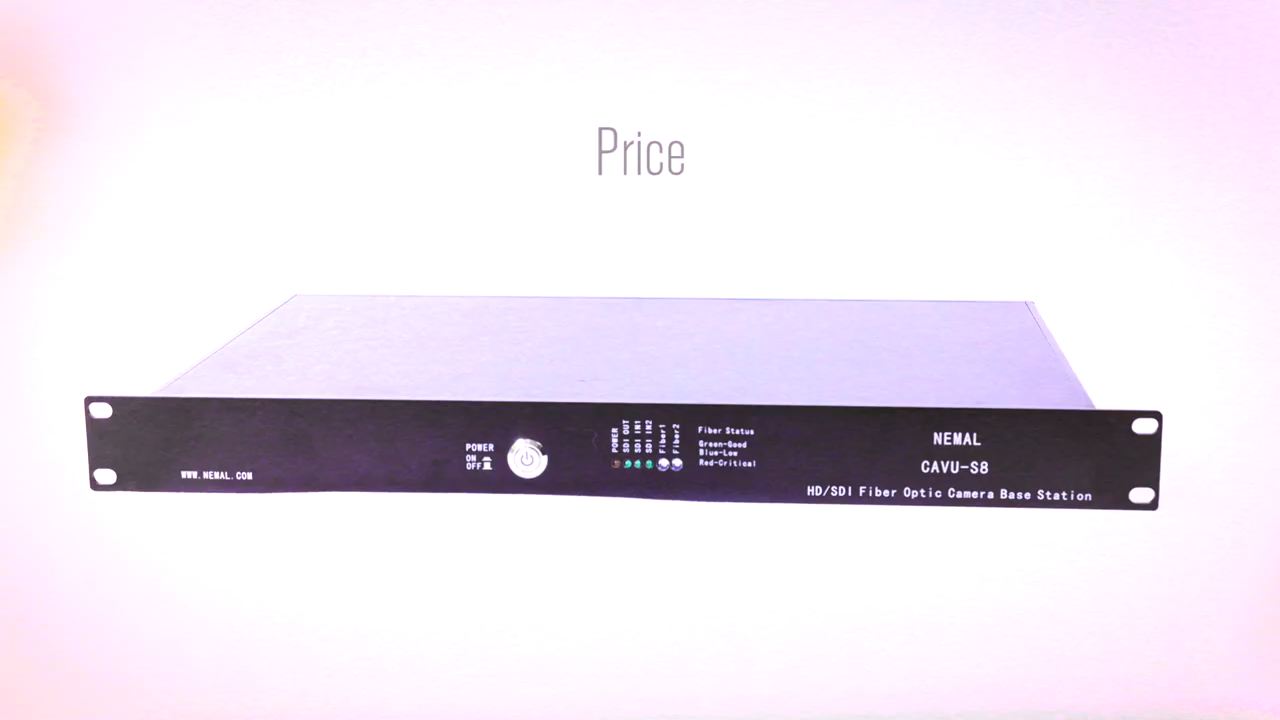 Price
POWER
ON
OFF
WWW.NEMAL.COM
POWER
SDI OUT
SDI IN1
SDI IN2
Fiber1
Fiber2
Fiber Status
Green-Good
Blue-Low
Red-Critical
NEMAL
CAVU-S8
HD/SDI Fiber Optic Camera Base Station